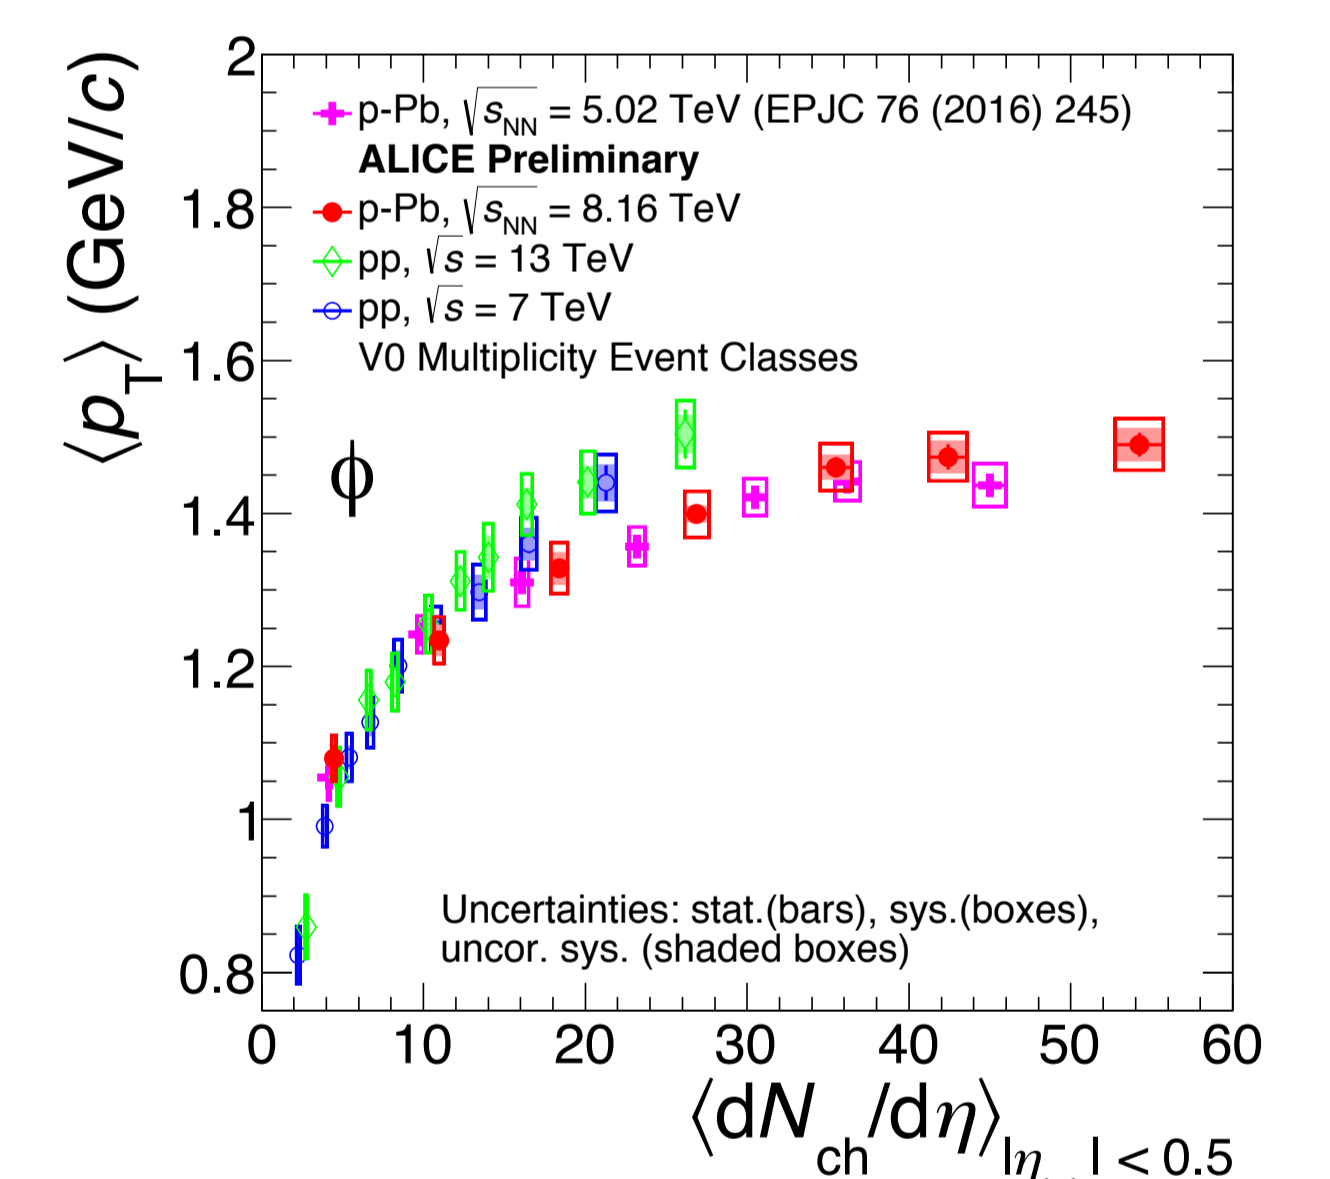 ⟨pT⟩ (GeV/c)
2
1.8
1.6
1.4
1.2
1
0.8
p-Pb, √sNN = 5.02 TeV (EPJC 76 (2016) 245)
ALICE Preliminary
p-Pb, √sNN = 8.16 TeV
pp, √s = 13 TeV
pp, √s = 7 TeV
V0 Multiplicity Event Classes
ϕ
Uncertainties: stat.(bars), sys.(boxes),
uncor. sys. (shaded boxes)
0 10 20 30 40 50 60
⟨dNch/dη⟩|η | < 0.5